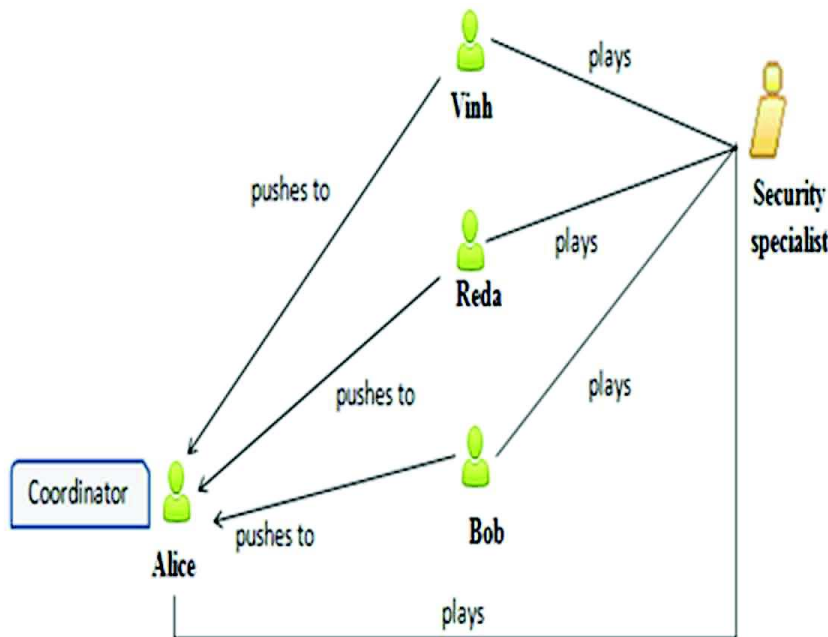 plays
Vinh
pushes to
Security
specialist
plays
Reda
pushes to
plays
Coordinator
Bob
pushes to
Alice
plays